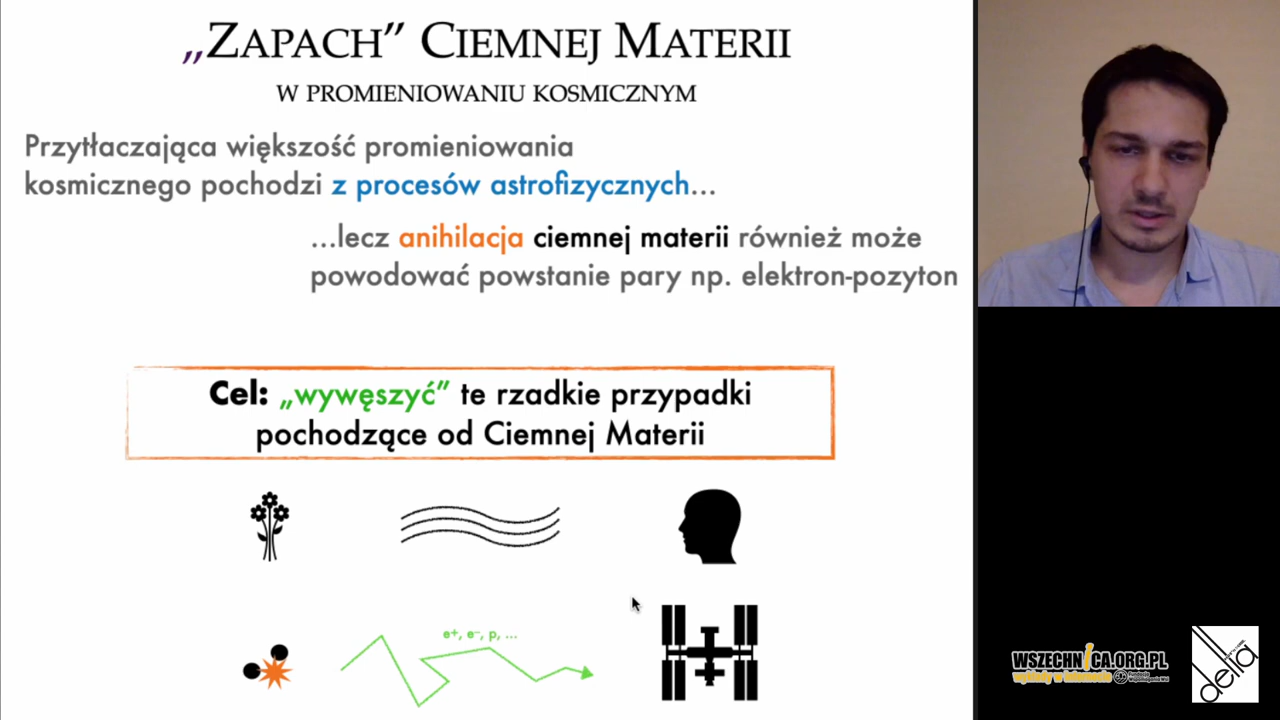 „Zapach” Ciemnej Materii
w promieniowaniu kosmicznym
Przytłaczająca większość promieniowania
kosmicznego pochodzi z procesów astrofizycznych...
...lecz anihilacja ciemnej materii również może
powodować powstanie pary np. elektron-pozyton
Cel: „wywęszyć” te rzadkie przypadki
pochodzące od Ciemnej Materii
e+, e-, p, ...
WSZECHNICA.ORG.PL
wykłady w internecie
delta